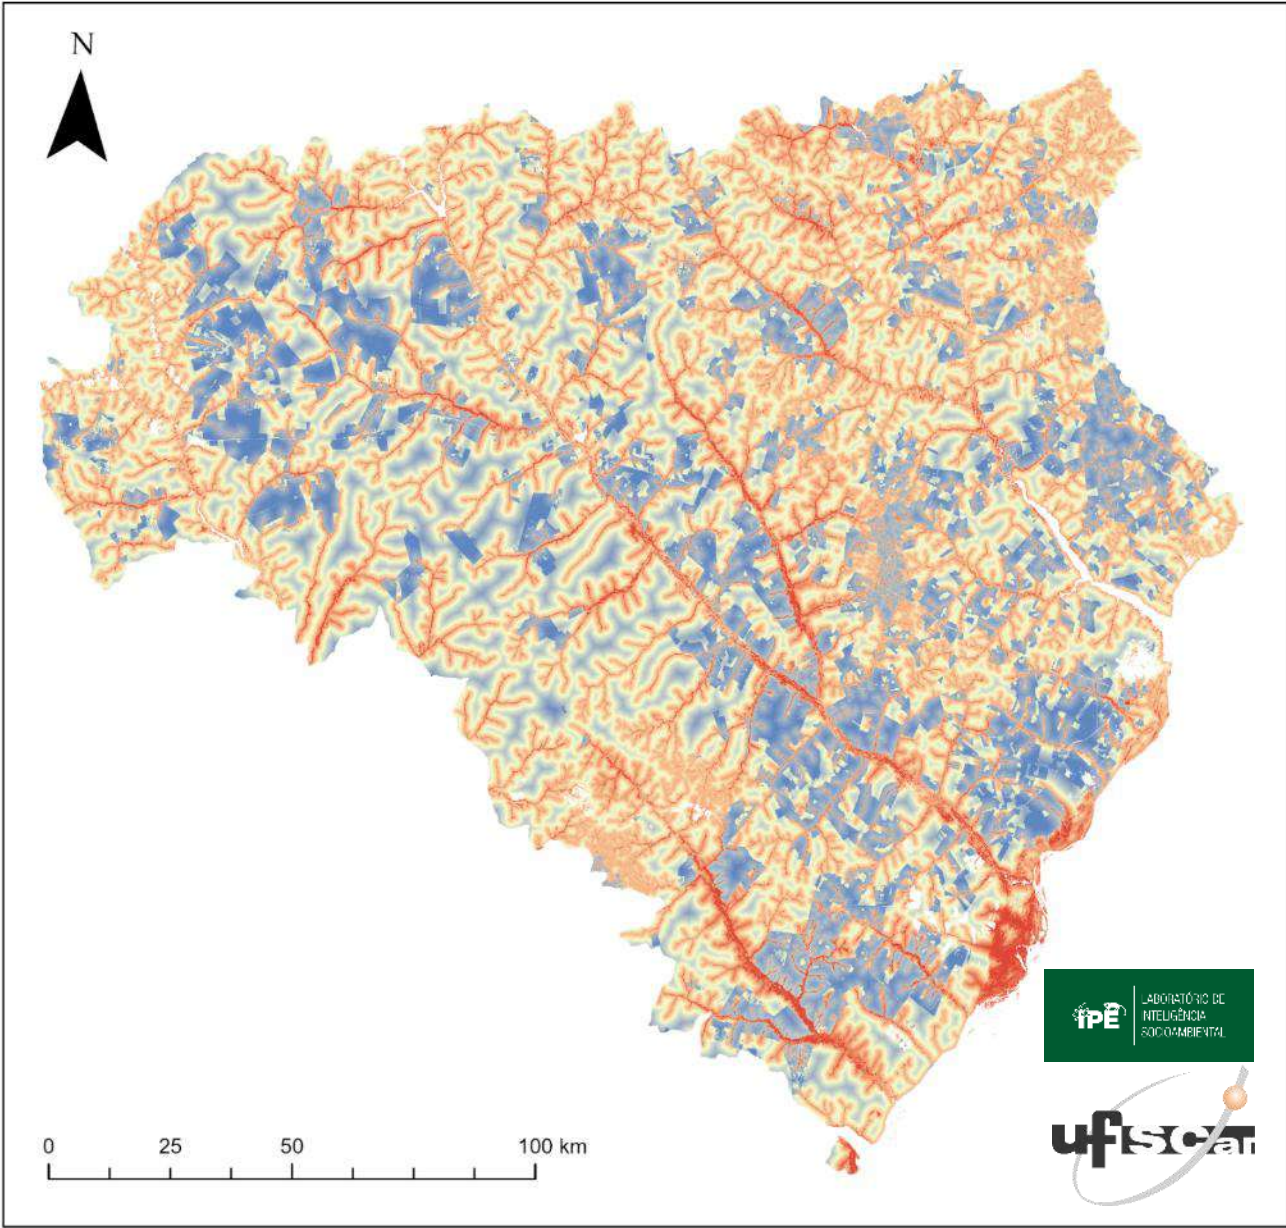 N
iPÊ
LABORATÓRIO DE
INTELIGÊNCIA
SOCIOAMBIENTAL
ufscar
0 25 50 100 km